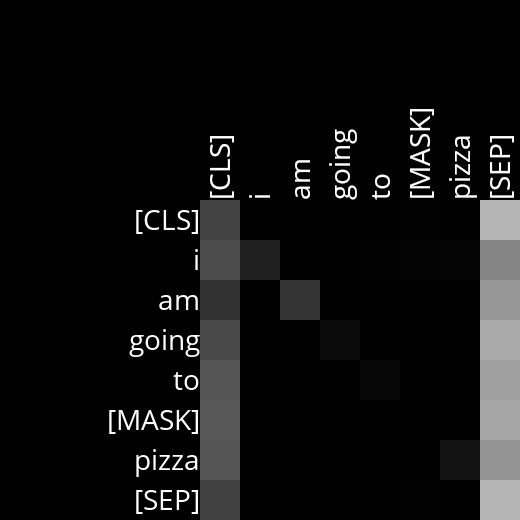 [CLS]
i
am
going
to
[MASK]
pizza
[SEP]
[CLS]
i
am
going
to
[MASK]
pizza
[SEP]